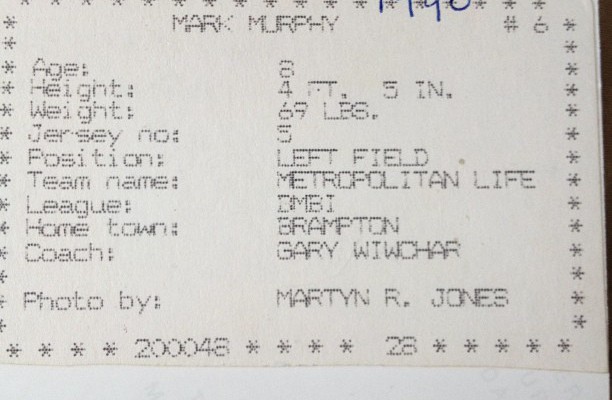 * * * * * * * * * * * * * * *
* MARK MURPHY # 6 *
* *
* Age: 8 *
* Height: 4 FT. 5 IN. *
* Weight: 69 LBS. *
* Jersey no: 5 *
* Position: LEFT FIELD *
* Team name: METROPOLITAN LIFE *
* League: DMBI *
* Home town: BRAMPTON *
* Coach: GARY WIWCHAR *
* *
* Photo by: MARTYN R. JONES *
* *
* * * * * 200048 * * * * 28 * * * * *